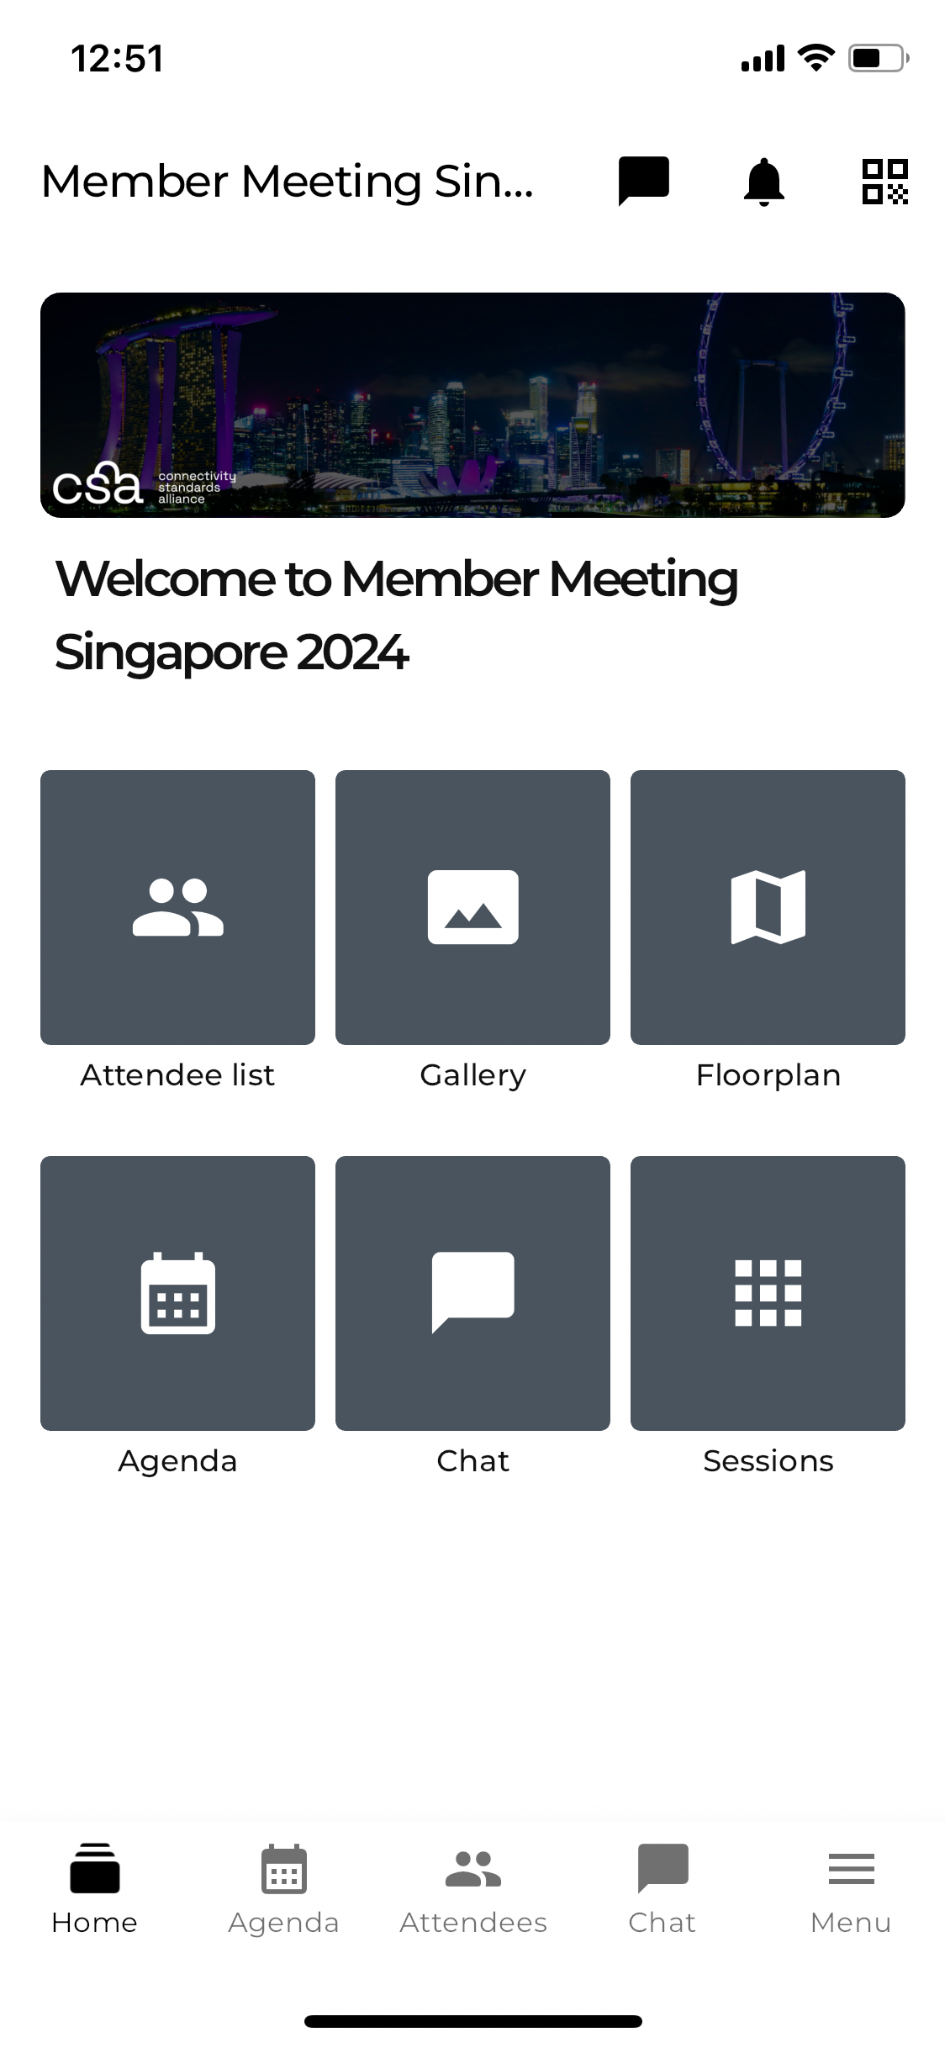 12:51
Member Meeting Sin...
csa connectivity
standards
alliance
Welcome to Member Meeting
Singapore 2024
Attendee list
Gallery
Floorplan
Agenda
Chat
Sessions
Home
Agenda
Attendees
Chat
Menu